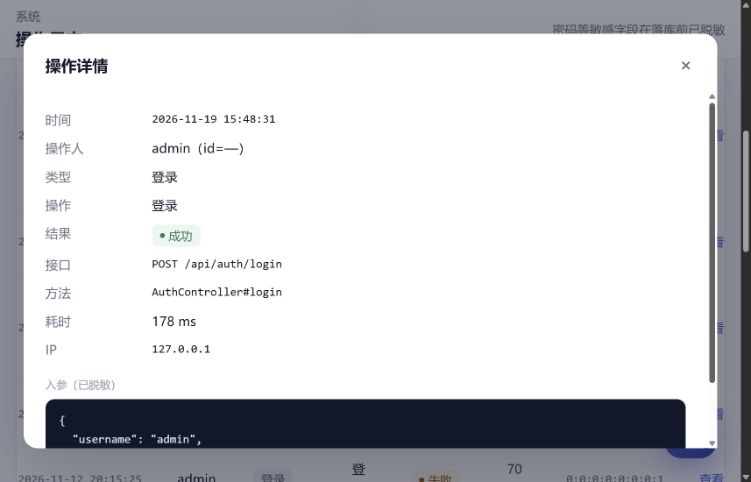 系统
密码等敏感字段在落库前已脱敏
操作详情
×
时间 2026-11-19 15:48:31
操作人 admin（id=—）
类型 登录
操作 登录
结果 成功
接口 POST /api/auth/login
方法 AuthController#login
耗时 178 ms
IP 127.0.0.1
入参（已脱敏）
{
"username": "admin",
2026-11-12 20:15:25 admin 登录 登 失败 70 0:0:0:0:0:0:0:1 查看